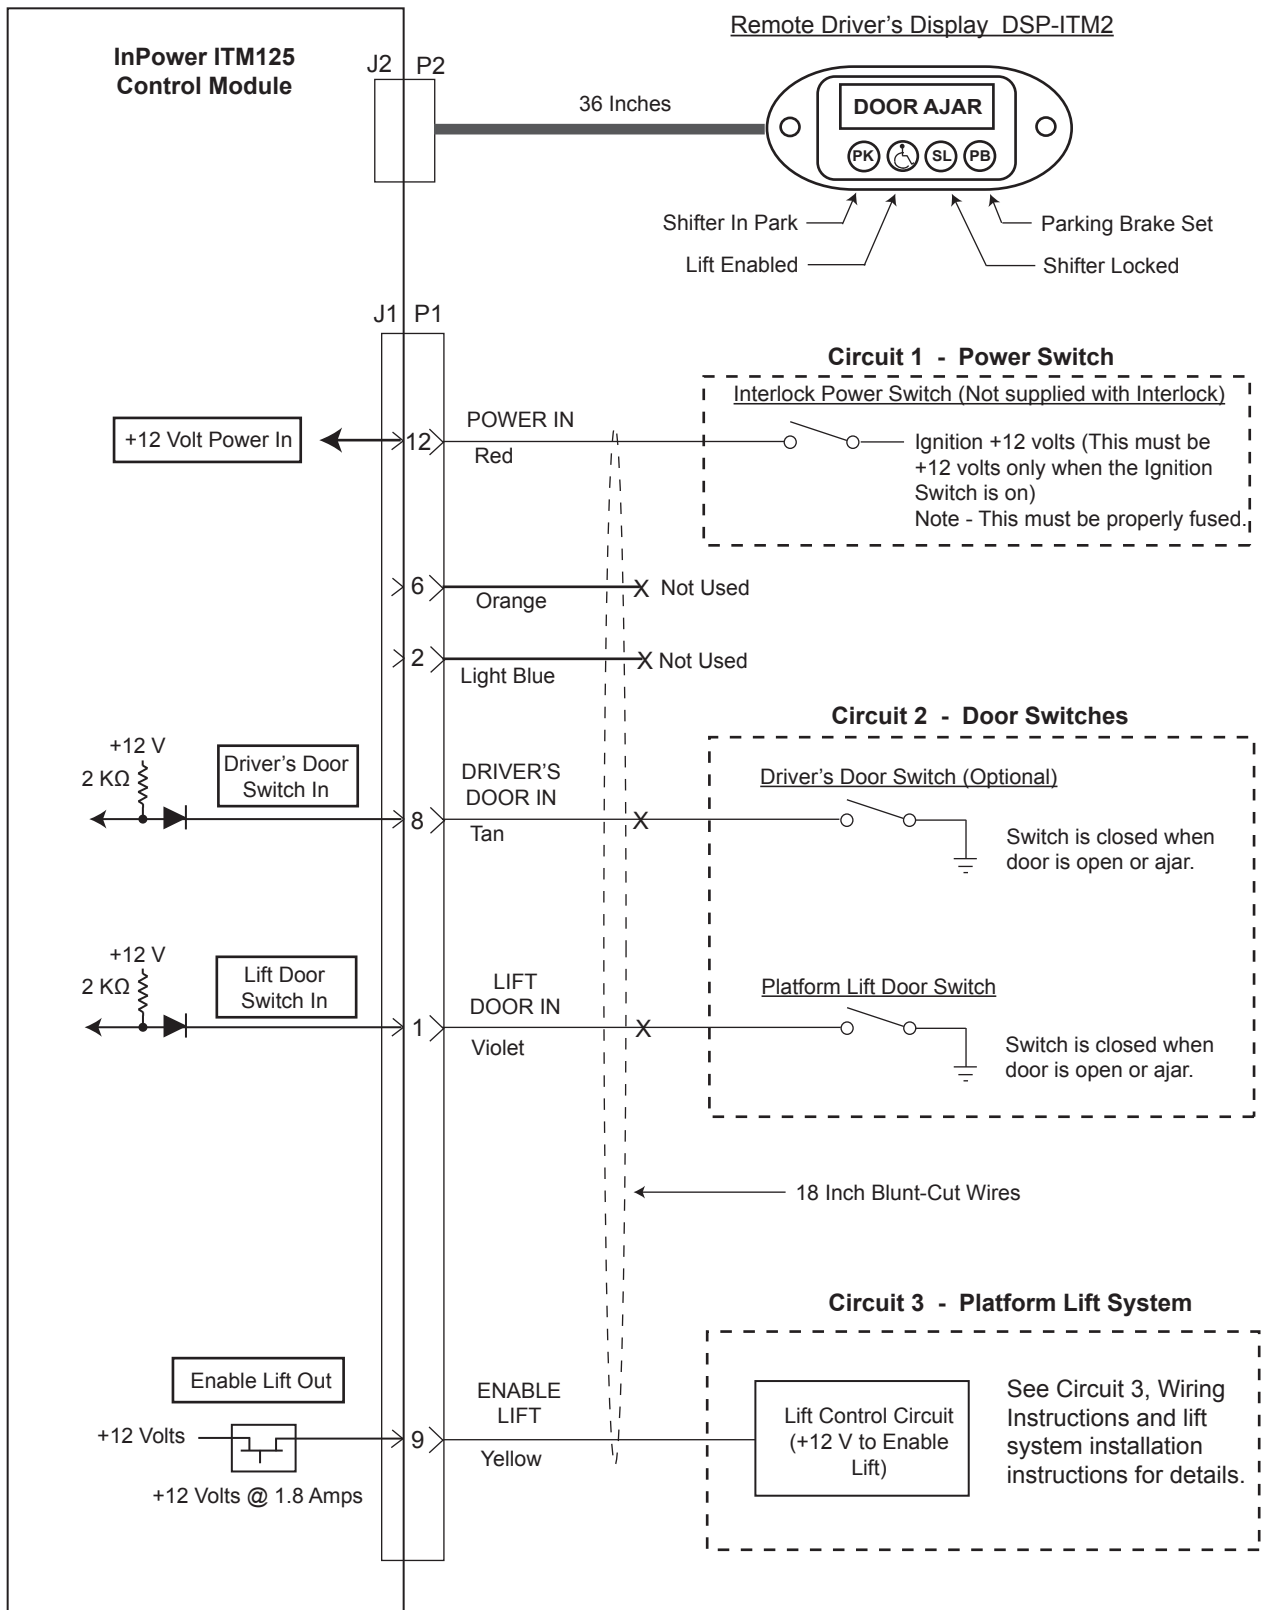 Remote Driver's Display  DSP-ITM2
InPower ITM125
Control Module
J2 P2
36 Inches
DOOR AJAR
PK
SL
PB
Shifter In Park
Parking Brake Set
Lift Enabled
Shifter Locked
J1 P1
Circuit 1 - Power Switch
Interlock Power Switch (Not supplied with Interlock)
+12 Volt Power In
12
POWER IN
Red
Ignition +12 volts (This must be
+12 volts only when the Ignition
Switch is on)
Note - This must be properly fused.
6
Orange
X Not Used
2
Light Blue
X Not Used
Circuit 2 - Door Switches
+12 V
2 KΩ
Driver's Door
Switch In
8
DRIVER'S
DOOR IN
Tan
X
Driver's Door Switch (Optional)
Switch is closed when
door is open or ajar.
+12 V
2 KΩ
Lift Door
Switch In
1
LIFT
DOOR IN
Violet
X
Platform Lift Door Switch
Switch is closed when
door is open or ajar.
18 Inch Blunt-Cut Wires
Circuit 3 - Platform Lift System
Enable Lift Out
+12 Volts
+12 Volts @ 1.8 Amps
9
ENABLE
LIFT
Yellow
Lift Control Circuit
(+12 V to Enable
Lift)
See Circuit 3, Wiring
Instructions and lift
system installation
instructions for details.